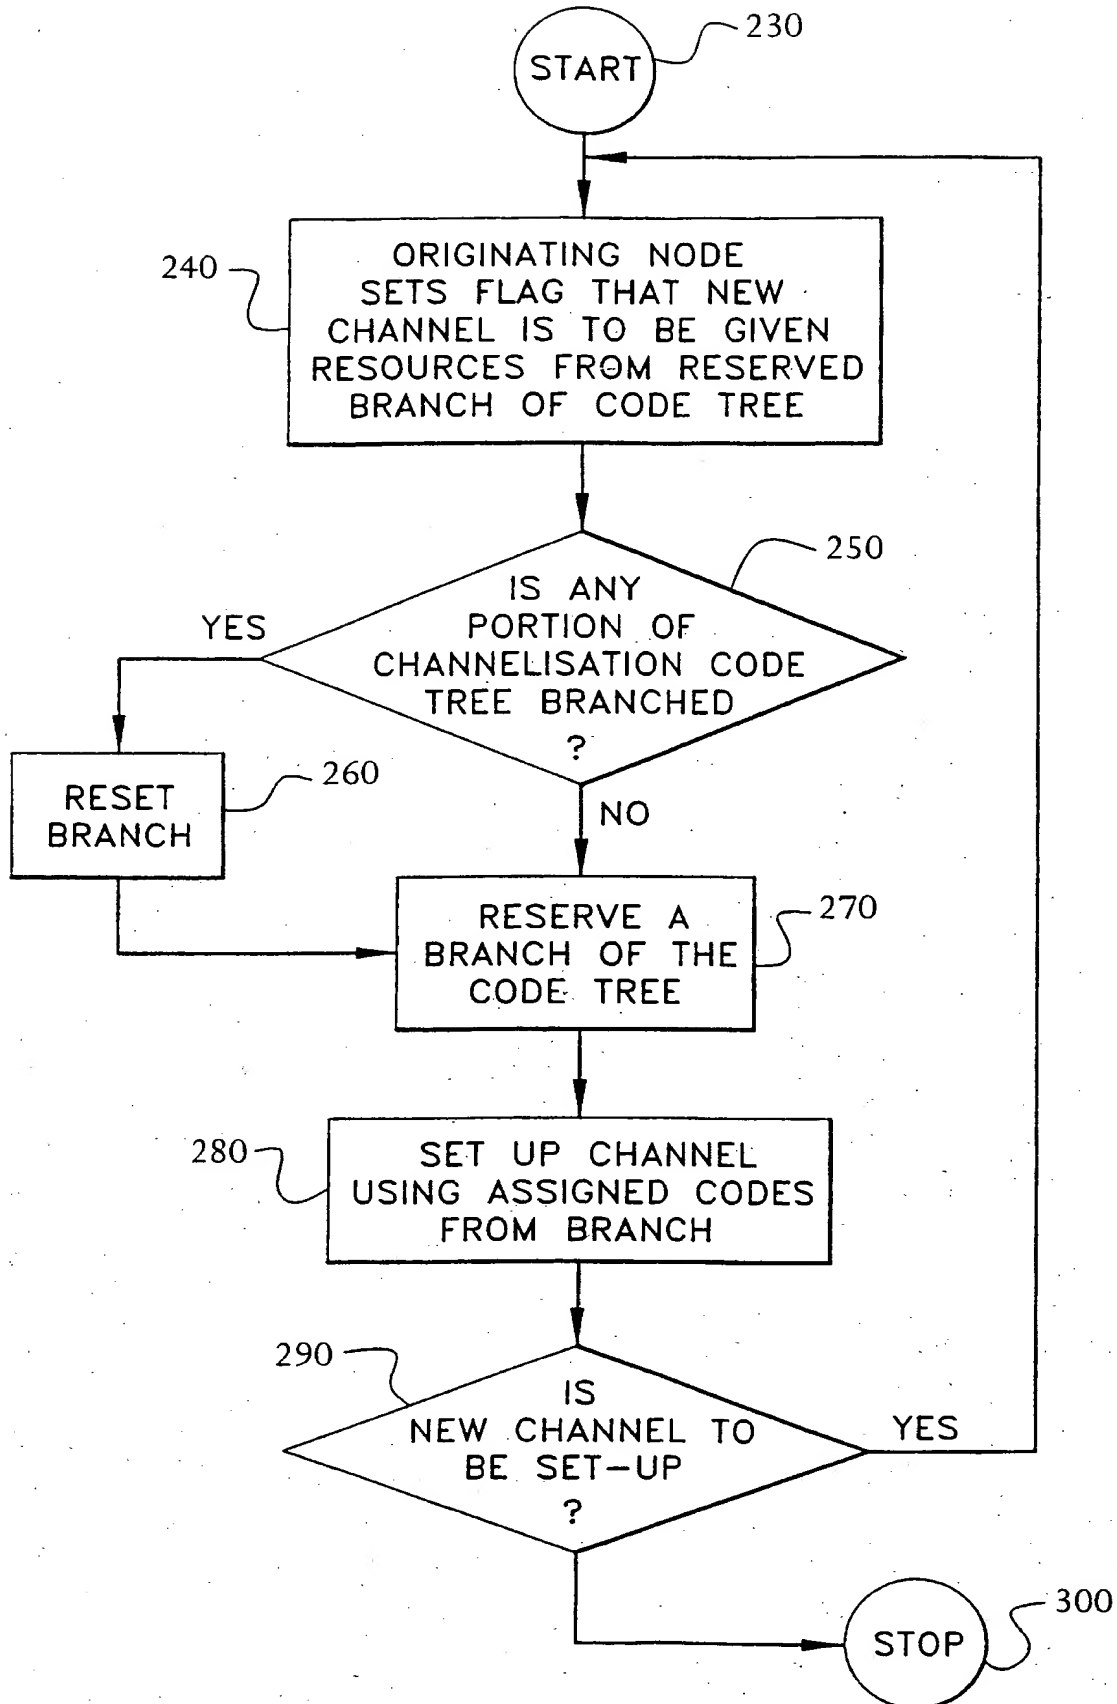 230
START
240
ORIGINATING NODE
SETS FLAG THAT NEW
CHANNEL IS TO BE GIVEN
RESOURCES FROM RESERVED
BRANCH OF CODE TREE
250
IS ANY
PORTION OF
CHANNELISATION CODE
TREE BRANCHED
?
YES
260
RESET
BRANCH
NO
270
RESERVE A
BRANCH OF THE
CODE TREE
280
SET UP CHANNEL
USING ASSIGNED CODES
FROM BRANCH
290
IS
NEW CHANNEL TO
BE SET-UP
?
YES
300
STOP